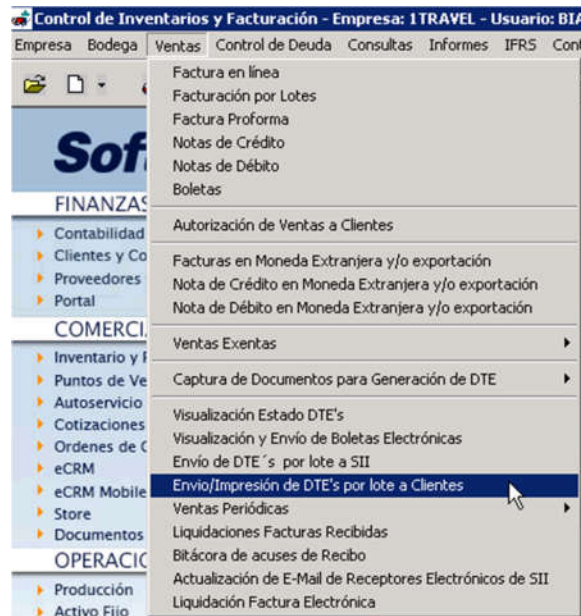 Control de Inventarios y Facturación - Empresa: 1TRAVEL - Usuario:
Empresa Bodega Ventas Control de Deuda Consultas Informes IFRS
Factura en línea
Facturación por Lotes
Factura Proforma
Notas de Crédito
Notas de Débito
Boletas
FINANZAS
Autorización de Ventas a Clientes
Contabilidad
Clientes y
Facturas en Moneda Extranjera y/o exportación
Proveedores
Nota de Crédito en Moneda Extranjera y/o exportación
Portal
Nota de Débito en Moneda Extranjera y/o exportación
Ventas Exentas
Inventario y
Puntos de
Captura de Documentos para Generación de DTE
Autoservicio
Visualización Estado DTE's
Cotizaciones
Visualización y Envío de Boletas Electrónicas
Ordenes de
Envío de DTE´s por lote a SII
eCRM
Envio/Impresión de DTE's por lote a Clientes
eCRM Mobile
Ventas Periódicas
Store
Liquidaciones Facturas Recibidas
Documentos
Bitácora de acuses de Recibo
Actualización de E-Mail de Receptores Electrónicos de SII
Producción
Liquidación Factura Electrónica
Activo Fijo